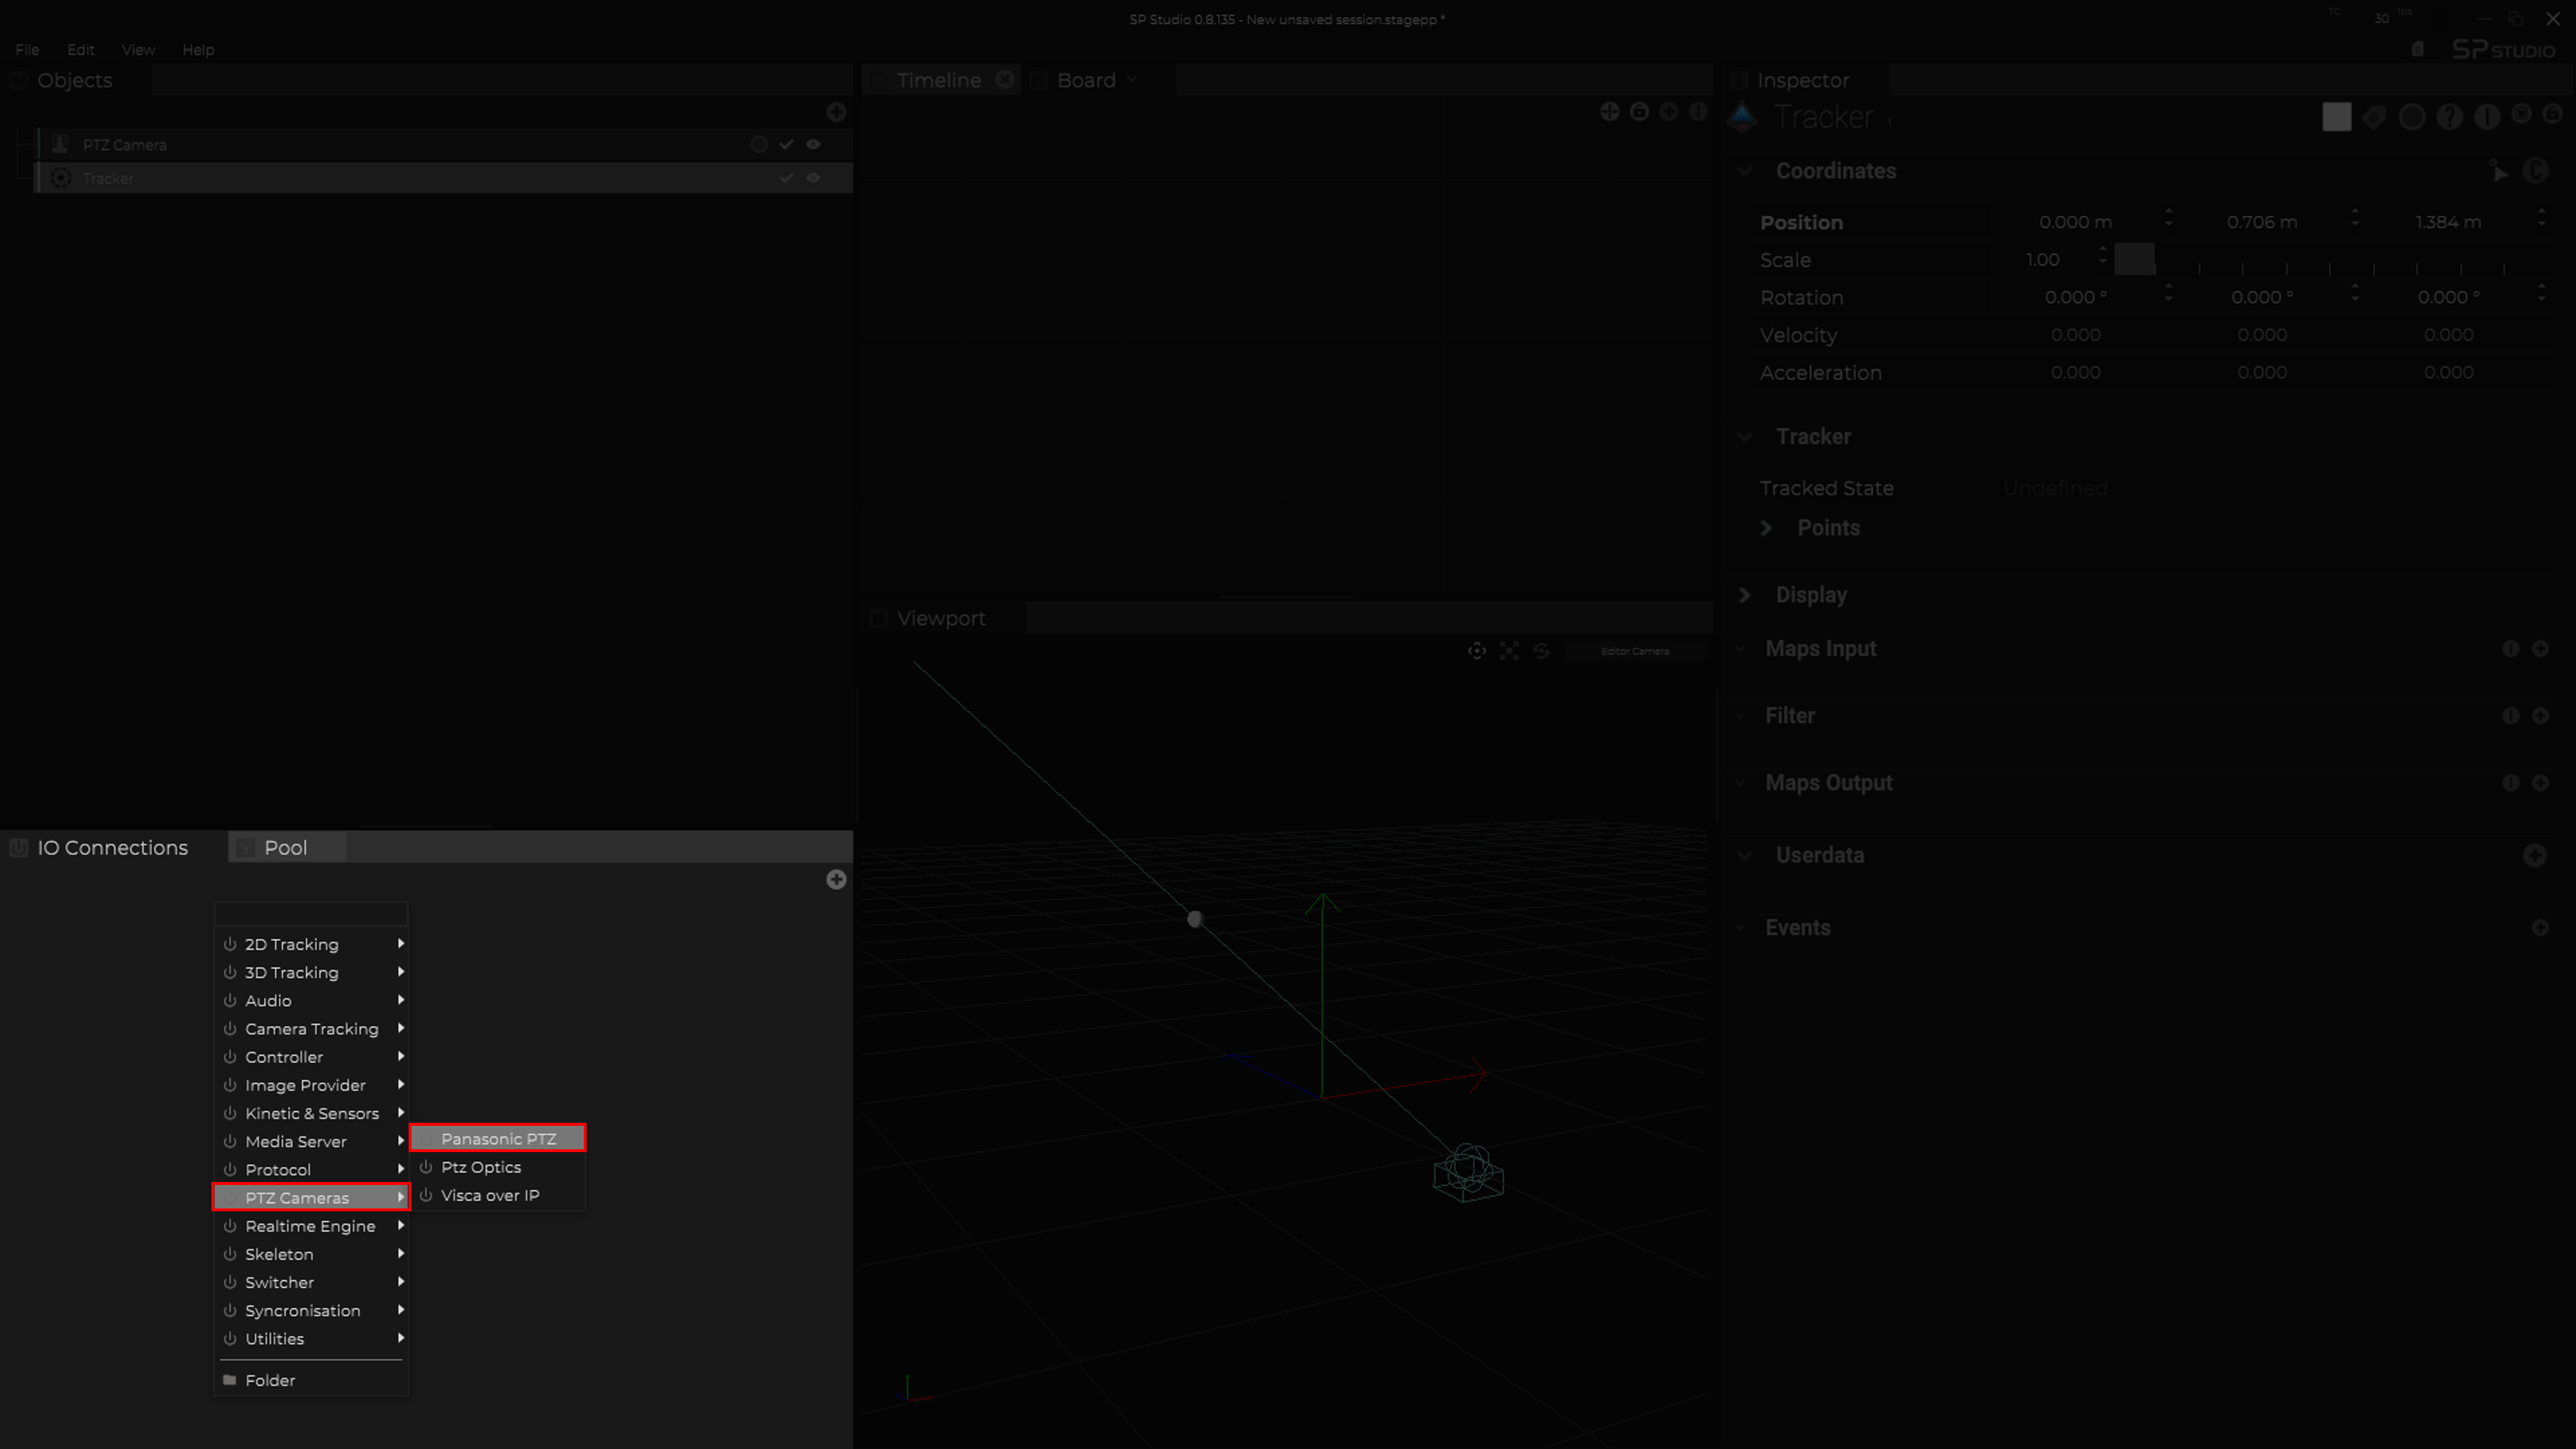 SP Studio 0.8.135 - New unsaved session.stagepp *
TC 30 fps
File Edit View Help
SP STUDIO
Objects
PTZ Camera
Tracker
Timeline Board
Inspector
Tracker
Coordinates
Position 0.000 m 0.706 m 1.384 m
Scale 1.00
Rotation 0.000 ° 0.000 ° 0.000 °
Velocity 0.000 0.000 0.000
Acceleration 0.000 0.000 0.000
Tracker
Tracked State Undefined
Points
Display
Maps Input
Filter
Maps Output
Userdata
Events
Viewport
Editor Camera
IO Connections Pool
2D Tracking
3D Tracking
Audio
Camera Tracking
Controller
Image Provider
Kinetic & Sensors
Media Server
Protocol
PTZ Cameras
Realtime Engine
Skeleton
Switcher
Syncronisation
Utilities
Folder
Panasonic PTZ
Ptz Optics
Visca over IP